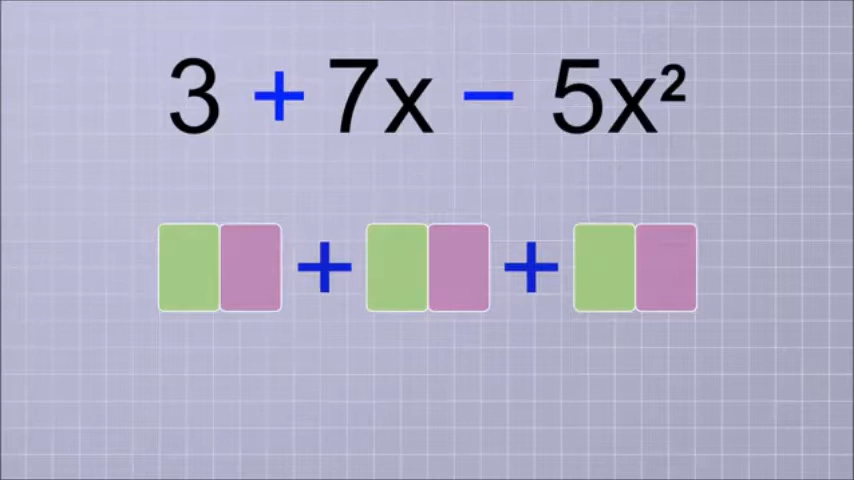 3 + 7x − 5x²
+ +